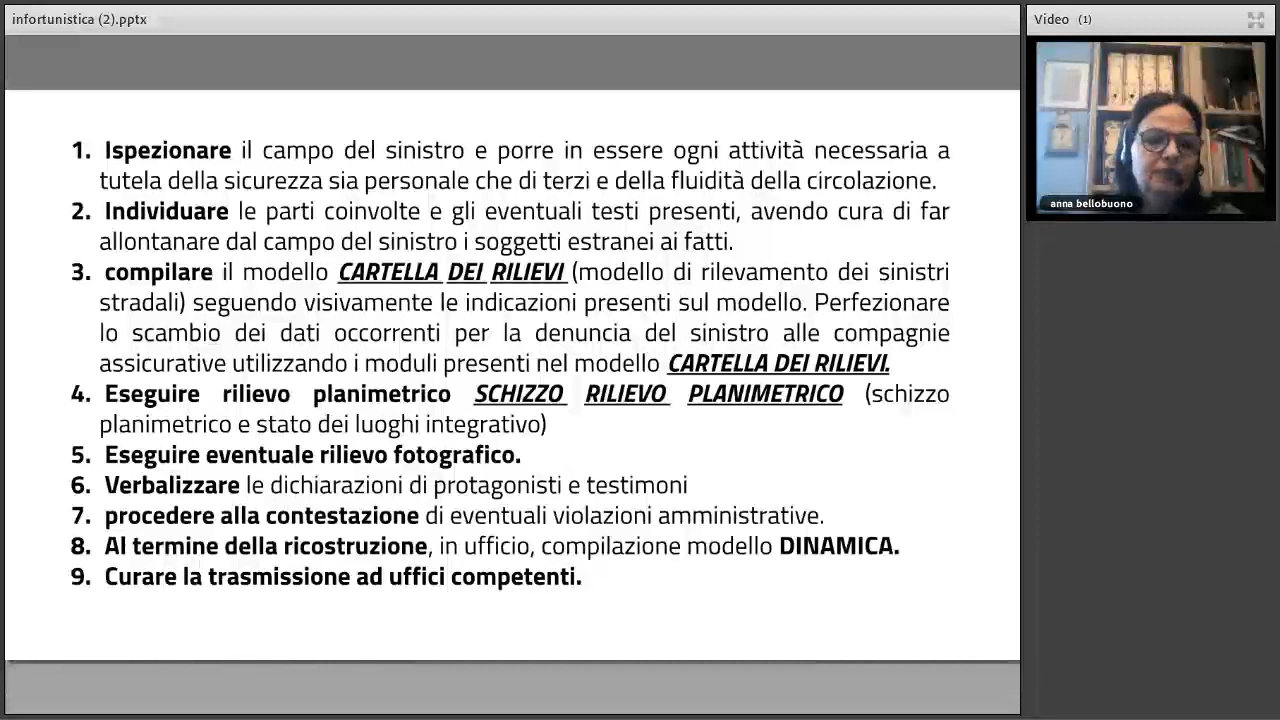 infortunistica (2).pptx
Video (1)
anna bellobuono
1. Ispezionare il campo del sinistro e porre in essere ogni attività necessaria a
tutela della sicurezza sia personale che di terzi e della fluidità della circolazione.
2. Individuare le parti coinvolte e gli eventuali testi presenti, avendo cura di far
allontanare dal campo del sinistro i soggetti estranei ai fatti.
3. compilare il modello CARTELLA DEI RILIEVI (modello di rilevamento dei sinistri
stradali) seguendo visivamente le indicazioni presenti sul modello. Perfezionare
lo scambio dei dati occorrenti per la denuncia del sinistro alle compagnie
assicurative utilizzando i moduli presenti nel modello CARTELLA DEI RILIEVI.
4. Eseguire rilievo planimetrico SCHIZZO RILIEVO PLANIMETRICO (schizzo
planimetrico e stato dei luoghi integrativo)
5. Eseguire eventuale rilievo fotografico.
6. Verbalizzare le dichiarazioni di protagonisti e testimoni
7. procedere alla contestazione di eventuali violazioni amministrative.
8. Al termine della ricostruzione, in ufficio, compilazione modello DINAMICA.
9. Curare la trasmissione ad uffici competenti.